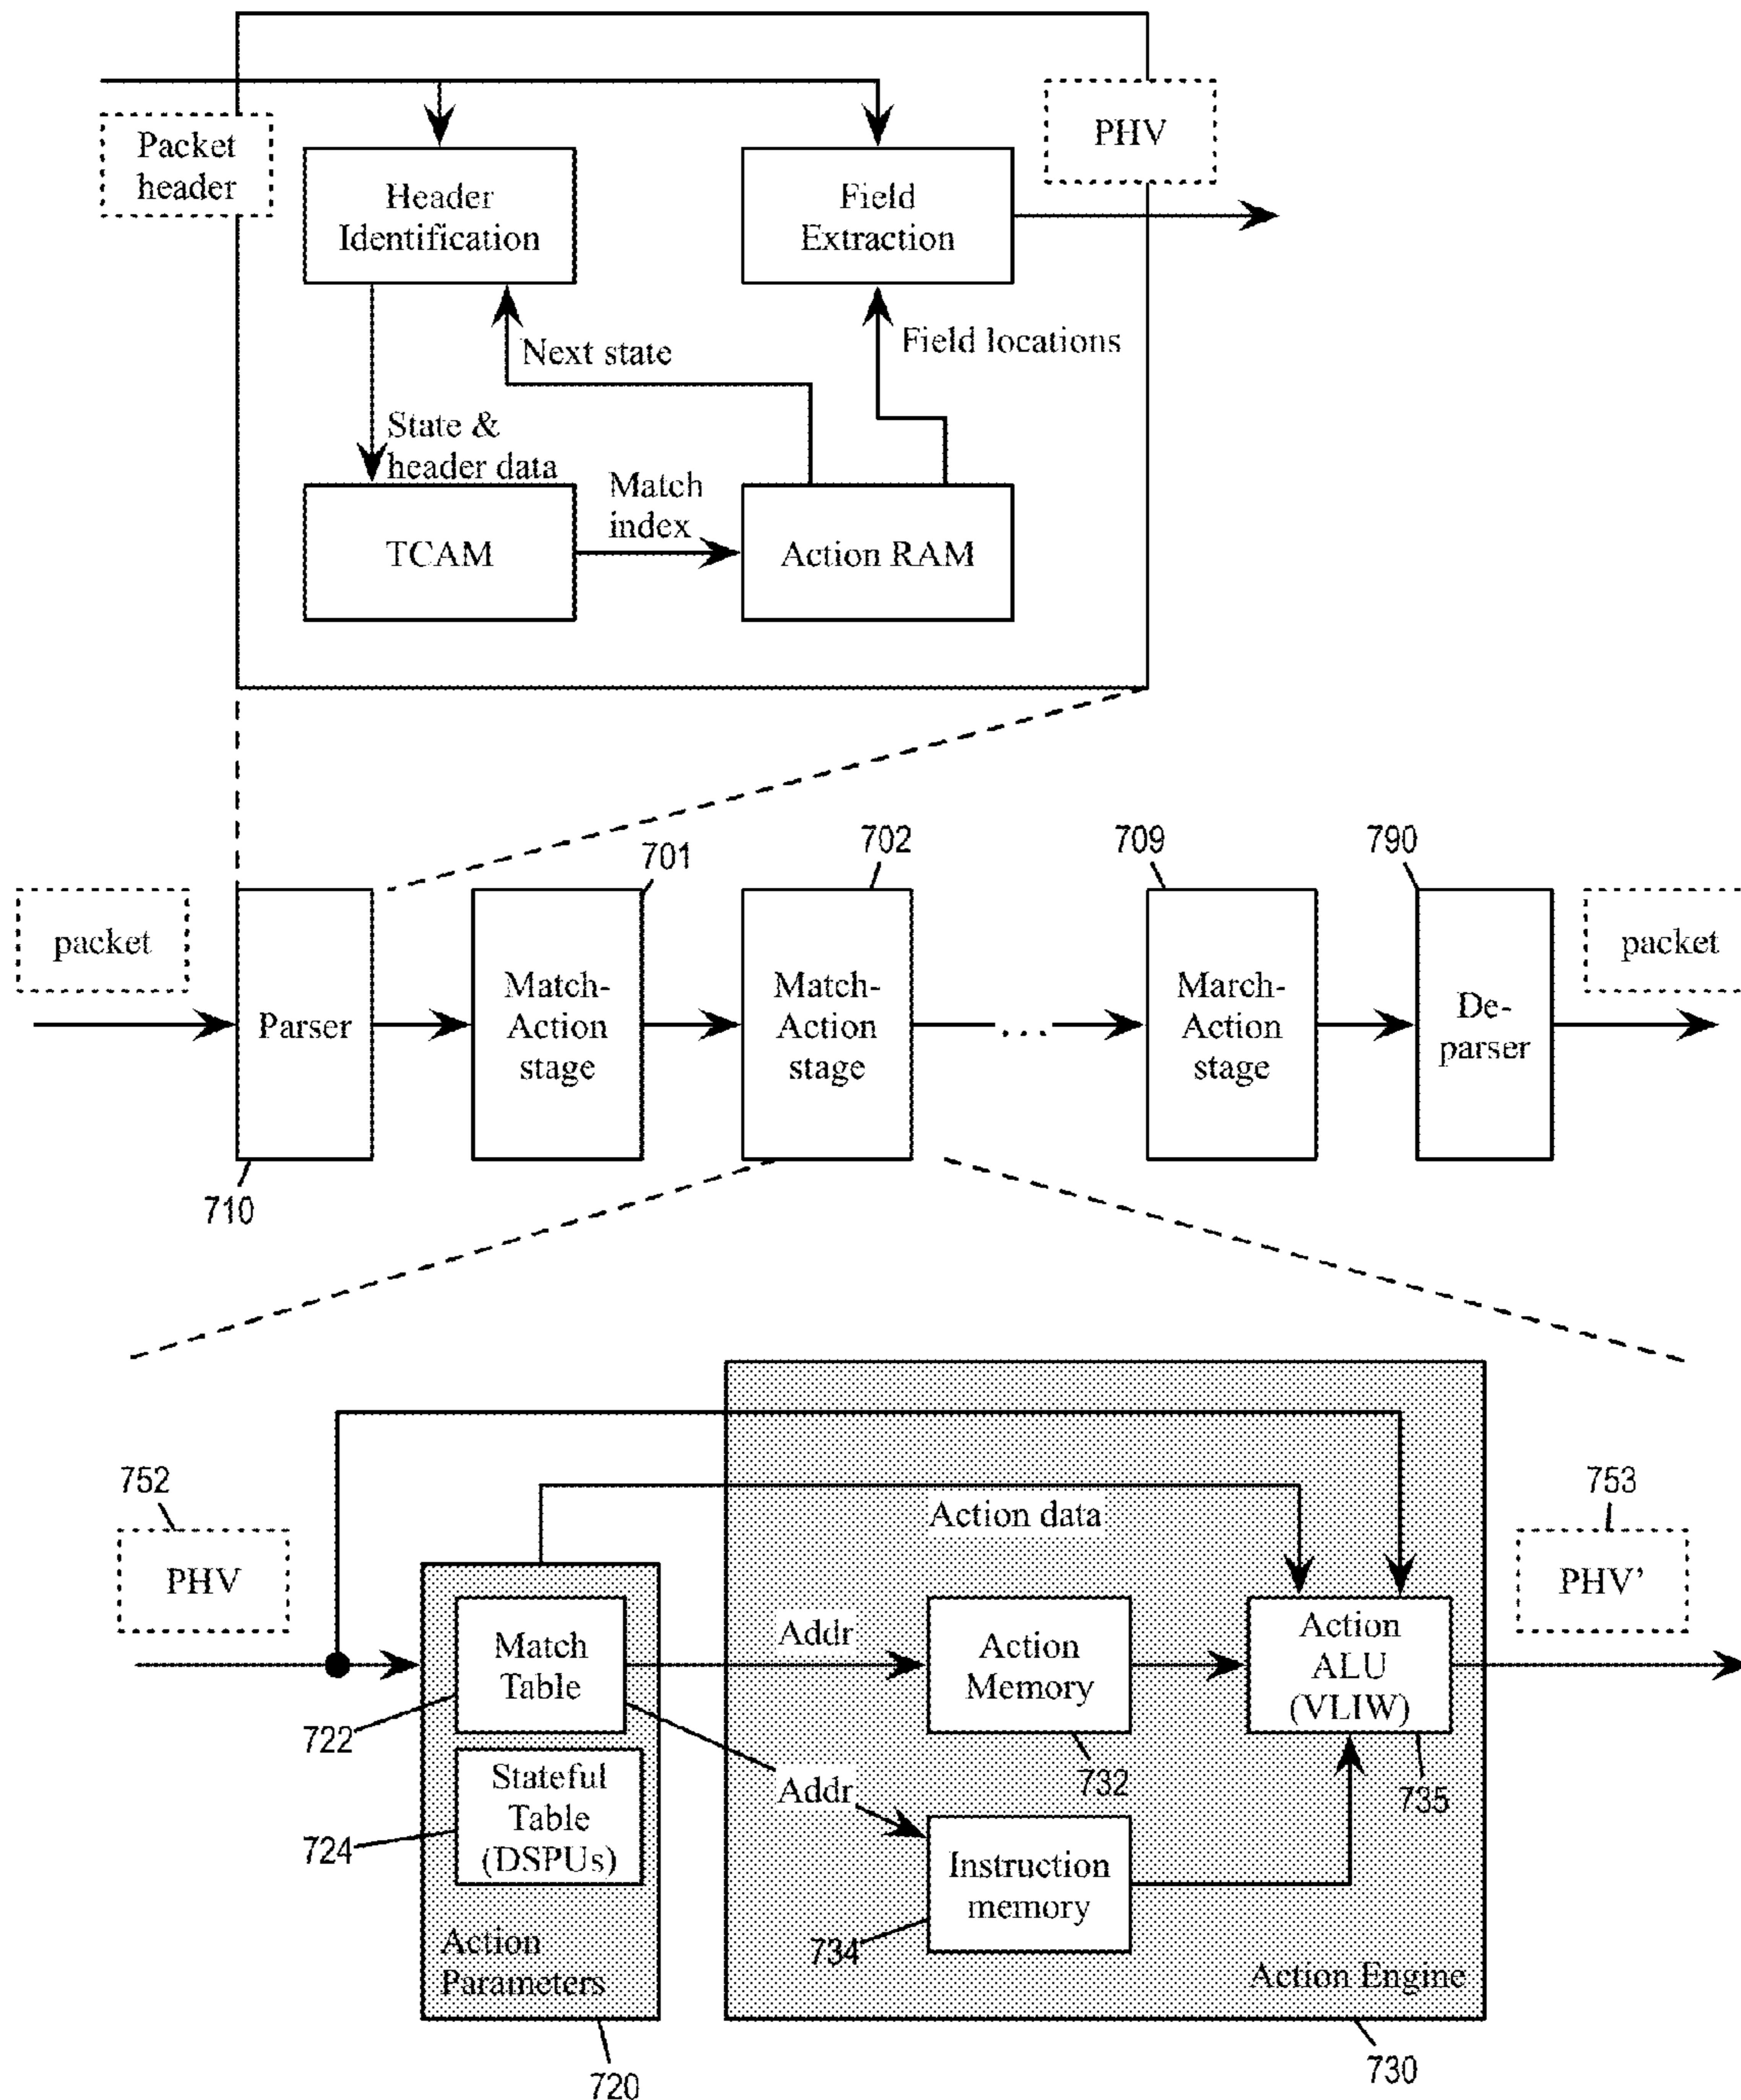 Packet
header
PHV
Header
Identification
Field
Extraction
Next state
Field locations
State &
header data
Match
index
TCAM
Action RAM
701
702
709
790
packet
Parser
Match-
Action
stage
Match-
Action
stage
...
March-
Action
stage
De-
parser
packet
710
752
PHV
Action data
753
PHV’
Match
Table
Addr
Action
Memory
Action
ALU
(VLIW)
722
732
735
Stateful
Table
(DSPUs)
724
Addr
Instruction
memory
734
Action
Parameters
Action Engine
720
730